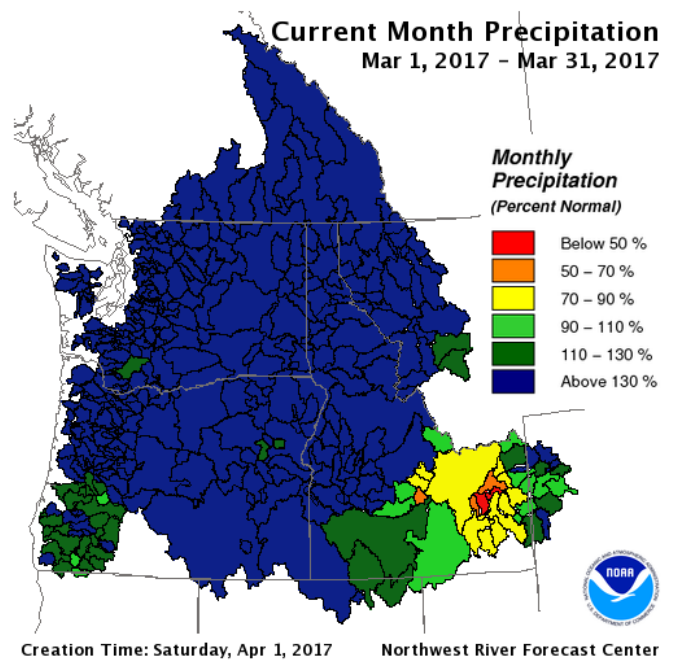 Current Month Precipitation
Mar 1, 2017 – Mar 31, 2017
Monthly
Precipitation
(Percent Normal)
Below 50 %
50 – 70 %
70 – 90 %
90 – 110 %
110 – 130 %
Above 130 %
NOAA
Creation Time: Saturday, Apr 1, 2017
Northwest River Forecast Center